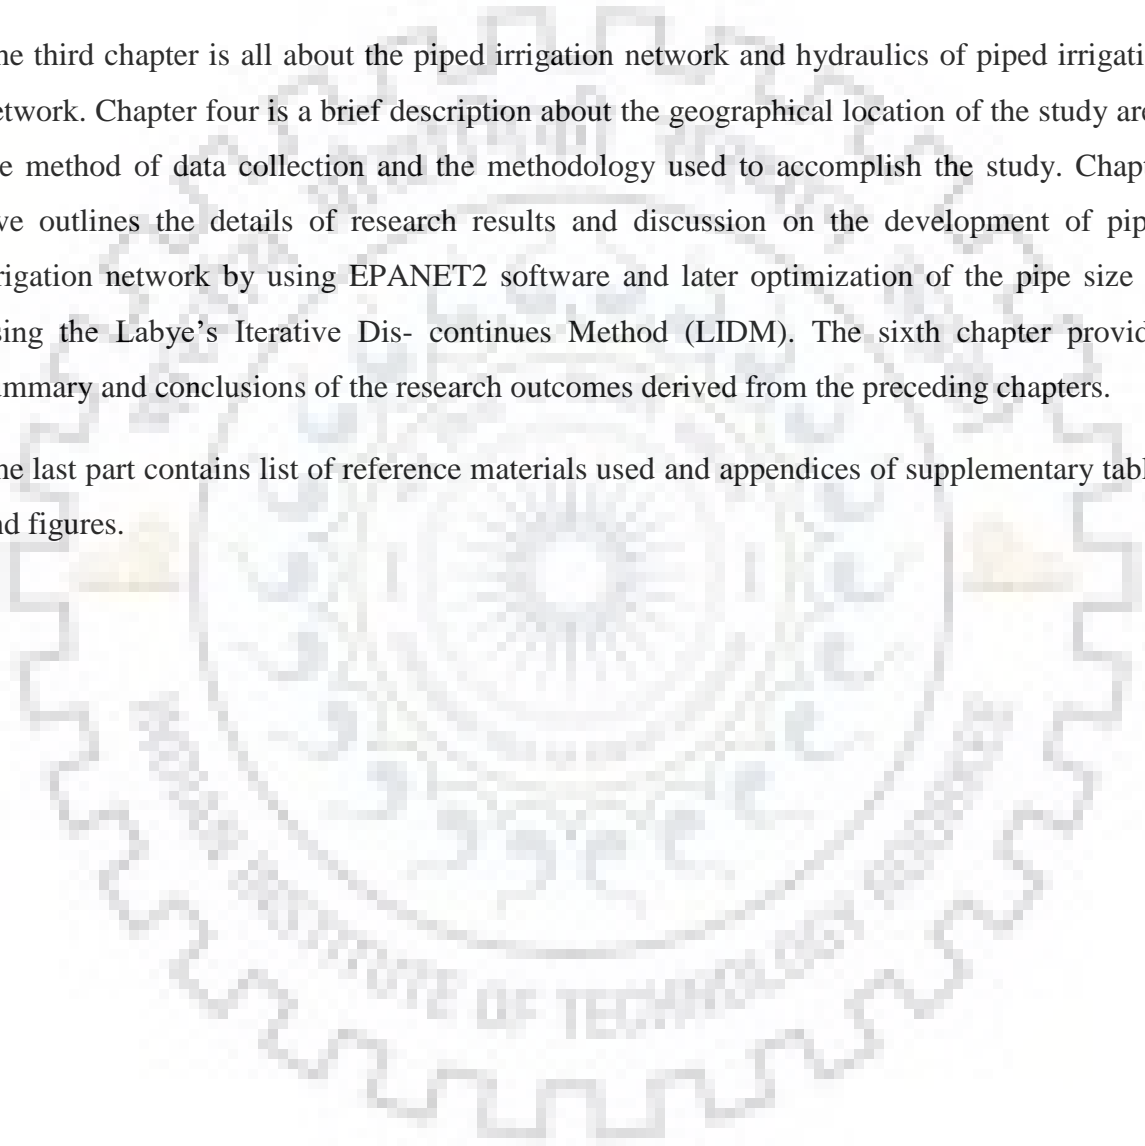 he third chapter is all about the piped irrigation network and hydraulics of piped irrigati
etwork. Chapter four is a brief description about the geographical location of the study are
e method of data collection and the methodology used to accomplish the study. Chapt
ve outlines the details of research results and discussion on the development of pip
rigation network by using EPANET2 software and later optimization of the pipe size
sing the Labye’s Iterative Dis- continues Method (LIDM). The sixth chapter provid
ummary and conclusions of the research outcomes derived from the preceding chapters.
he last part contains list of reference materials used and appendices of supplementary tabl
nd figures.
INDIAN INSTITUTE OF TECHNOLOGY ROORKEE